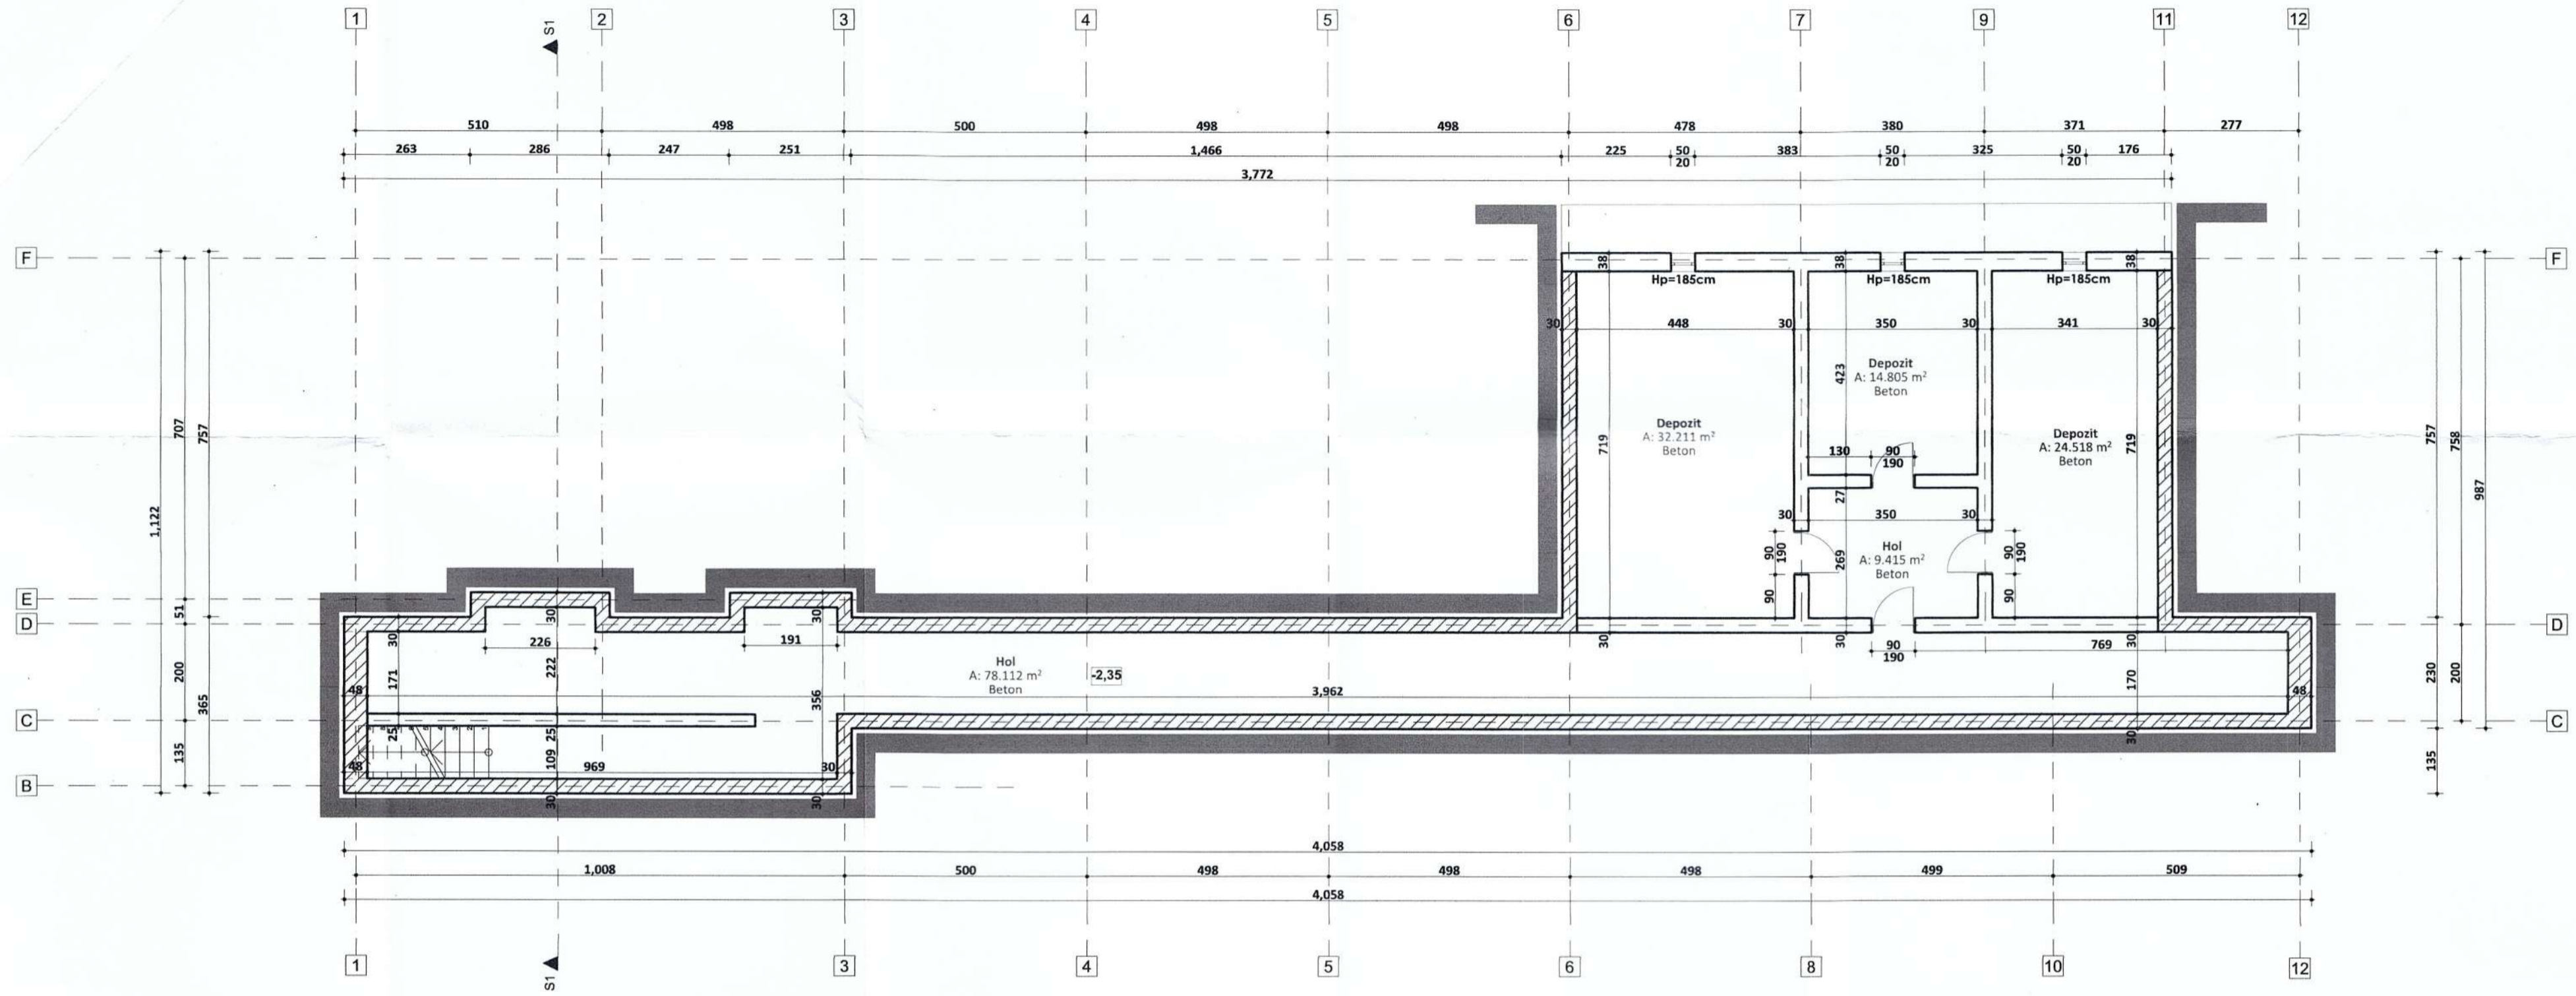 1 2 3 4 5 6 7 9 11 12
S1
510 498 500 498 498 478 380 371 277
263 286 247 251 1,466 225 50 383 50 325 50 176
20 20 20
3,772
F F
38 38 38
Hp=185cm Hp=185cm Hp=185cm
30 448 30 350 30 341 30
Depozit
A: 14.805 m²
Beton
423
Depozit
A: 32.211 m²
Beton
Depozit
A: 24.518 m²
Beton
719 719
707 757 757 758
130 90
190
27
987
1,122
30 350 30
90
190
269
Hol
A: 9.415 m²
Beton
90
190
90 90
E
51
D D
30 30 30 30 30 30
226 191
90 769
190
200 171 222 356
365
Hol
A: 78.112 m²
Beton
-2,35
170 230 200
48 3,962 48
C C
25 25 30
135 109 135
48 969 30
B
30 30
4,058
1,008 500 498 498 498 499 509
4,058
1 3 4 5 6 8 10 12
S1